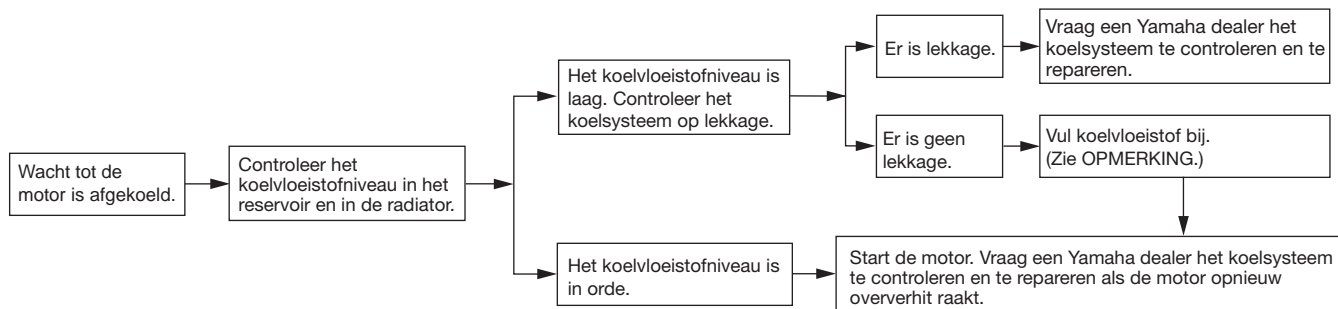 Wacht tot de
motor is afgekoeld.
Controleer het
koelvloeistofniveau in het
reservoir en in de radiator.
Het koelvloeistofniveau is
laag. Controleer het
koelsysteem op lekkage.
Er is lekkage.
Vraag een Yamaha dealer het
koelsysteem te controleren en te
repareren.
Er is geen
lekkage.
Vul koelvloeistof bij.
(Zie OPMERKING.)
Het koelvloeistofniveau is
in orde.
Start de motor. Vraag een Yamaha dealer het koelsysteem
te controleren en te repareren als de motor opnieuw
oververhit raakt.